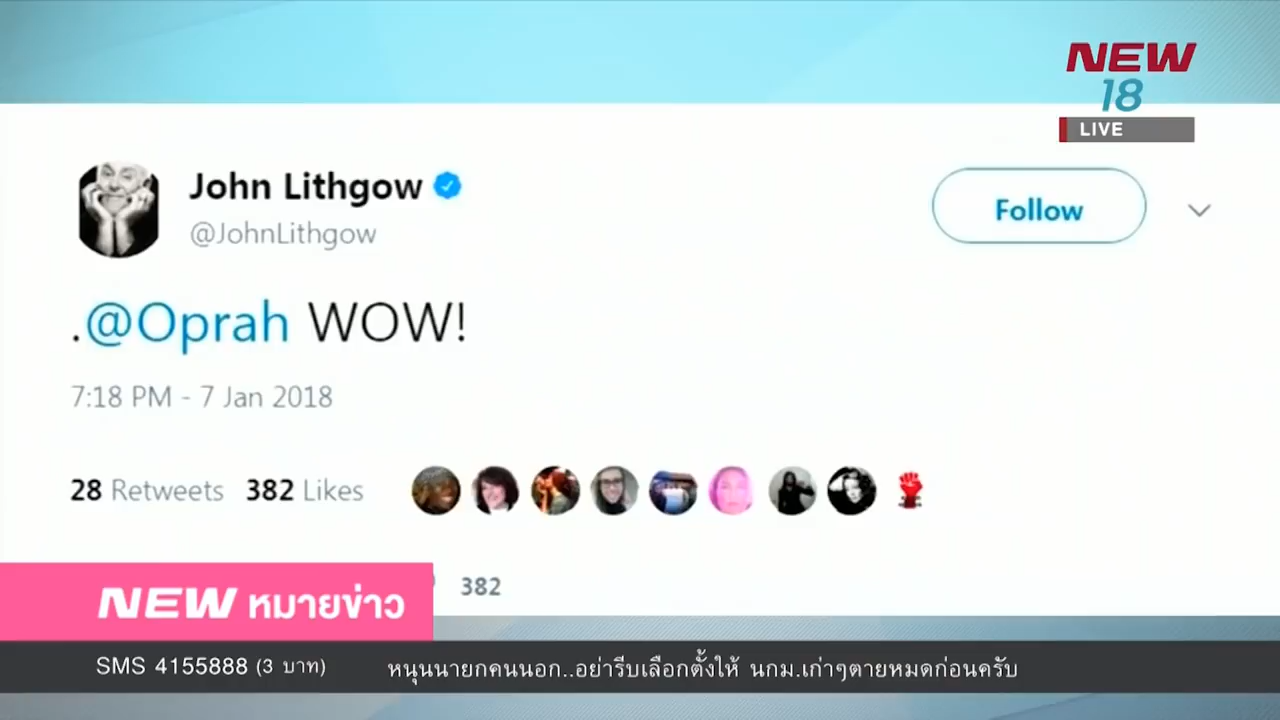 NEW
18
LIVE
John Lithgow
@JohnLithgow
Follow
.@Oprah WOW!
7:18 PM - 7 Jan 2018
28 Retweets 382 Likes
382
NEW หมายข่าว
SMS 4155888 (3 บาท) หนุนนายกคนนอก..อย่ารีบเลือกตั้งให้ นกม.เก่าๆตายหมดก่อนครับ